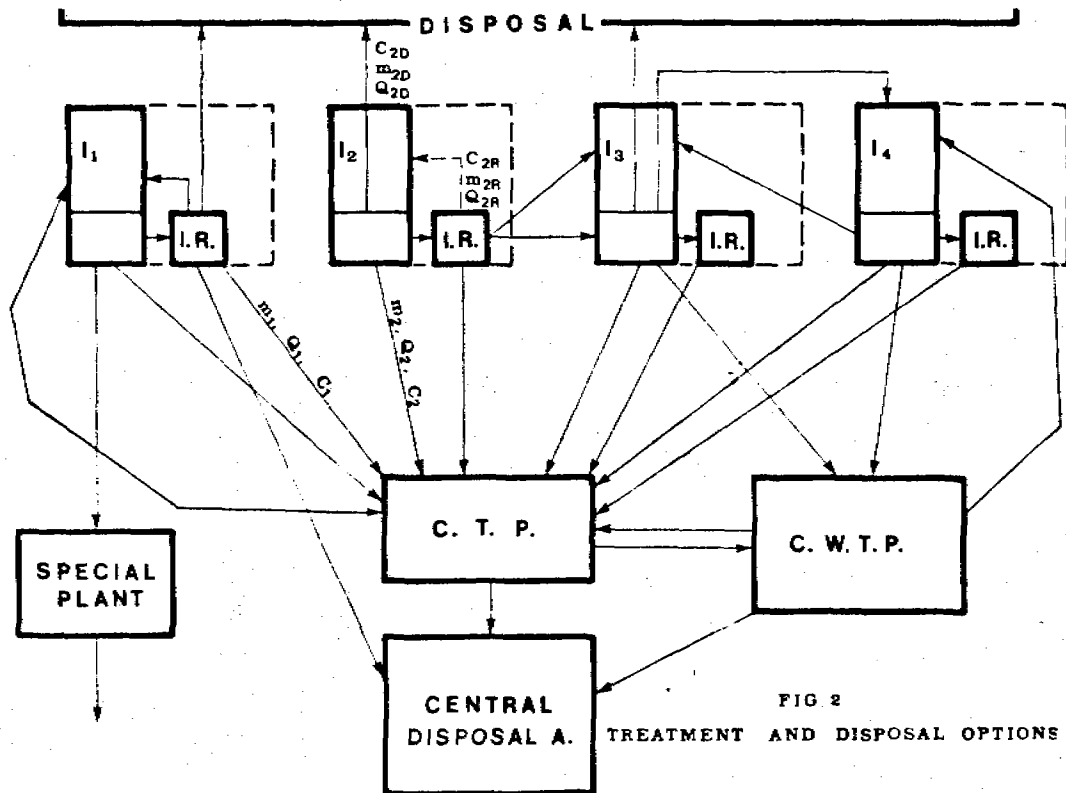 DISPOSAL
C2D
m2D
Q2D
I1
I2
I3
I4
C2R
m2R
Q2R
I.R.
I.R.
I.R.
I.R.
m1, Q1, C1
m2, Q2, C2
C. T. P.
C. W. T. P.
SPECIAL
PLANT
CENTRAL
DISPOSAL A.
FIG 2
TREATMENT AND DISPOSAL OPTIONS